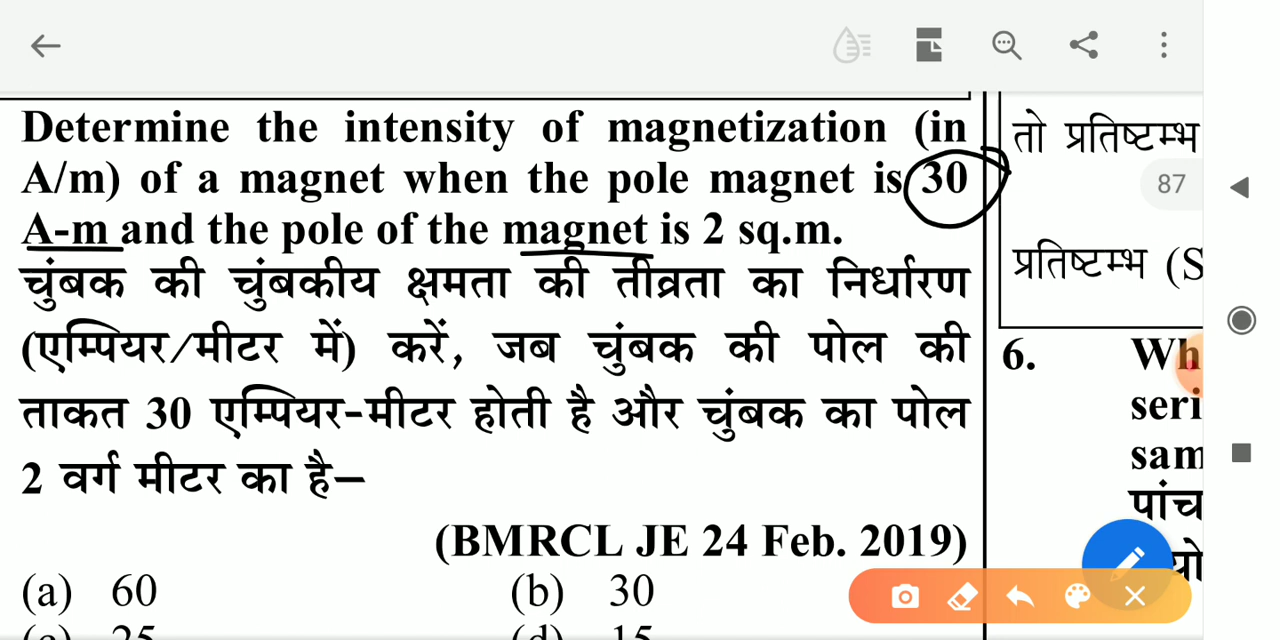 Determine the intensity of magnetization (in
A/m) of a magnet when the pole magnet is 30
A-m and the pole of the magnet is 2 sq.m.
चुंबक की चुंबकीय क्षमता की तीव्रता का निर्धारण
(एम्पियर/मीटर में) करें, जब चुंबक की पोल की
ताकत 30 एम्पियर-मीटर होती है और चुंबक का पोल
2 वर्ग मीटर का है–
(BMRCL JE 24 Feb. 2019)
(a) 60
(b) 30
(c) 25
(d) 15
तो प्रतिष्टम्भ
87
प्रतिष्टम्भ (S
6. Wh
seri
sam
पांच